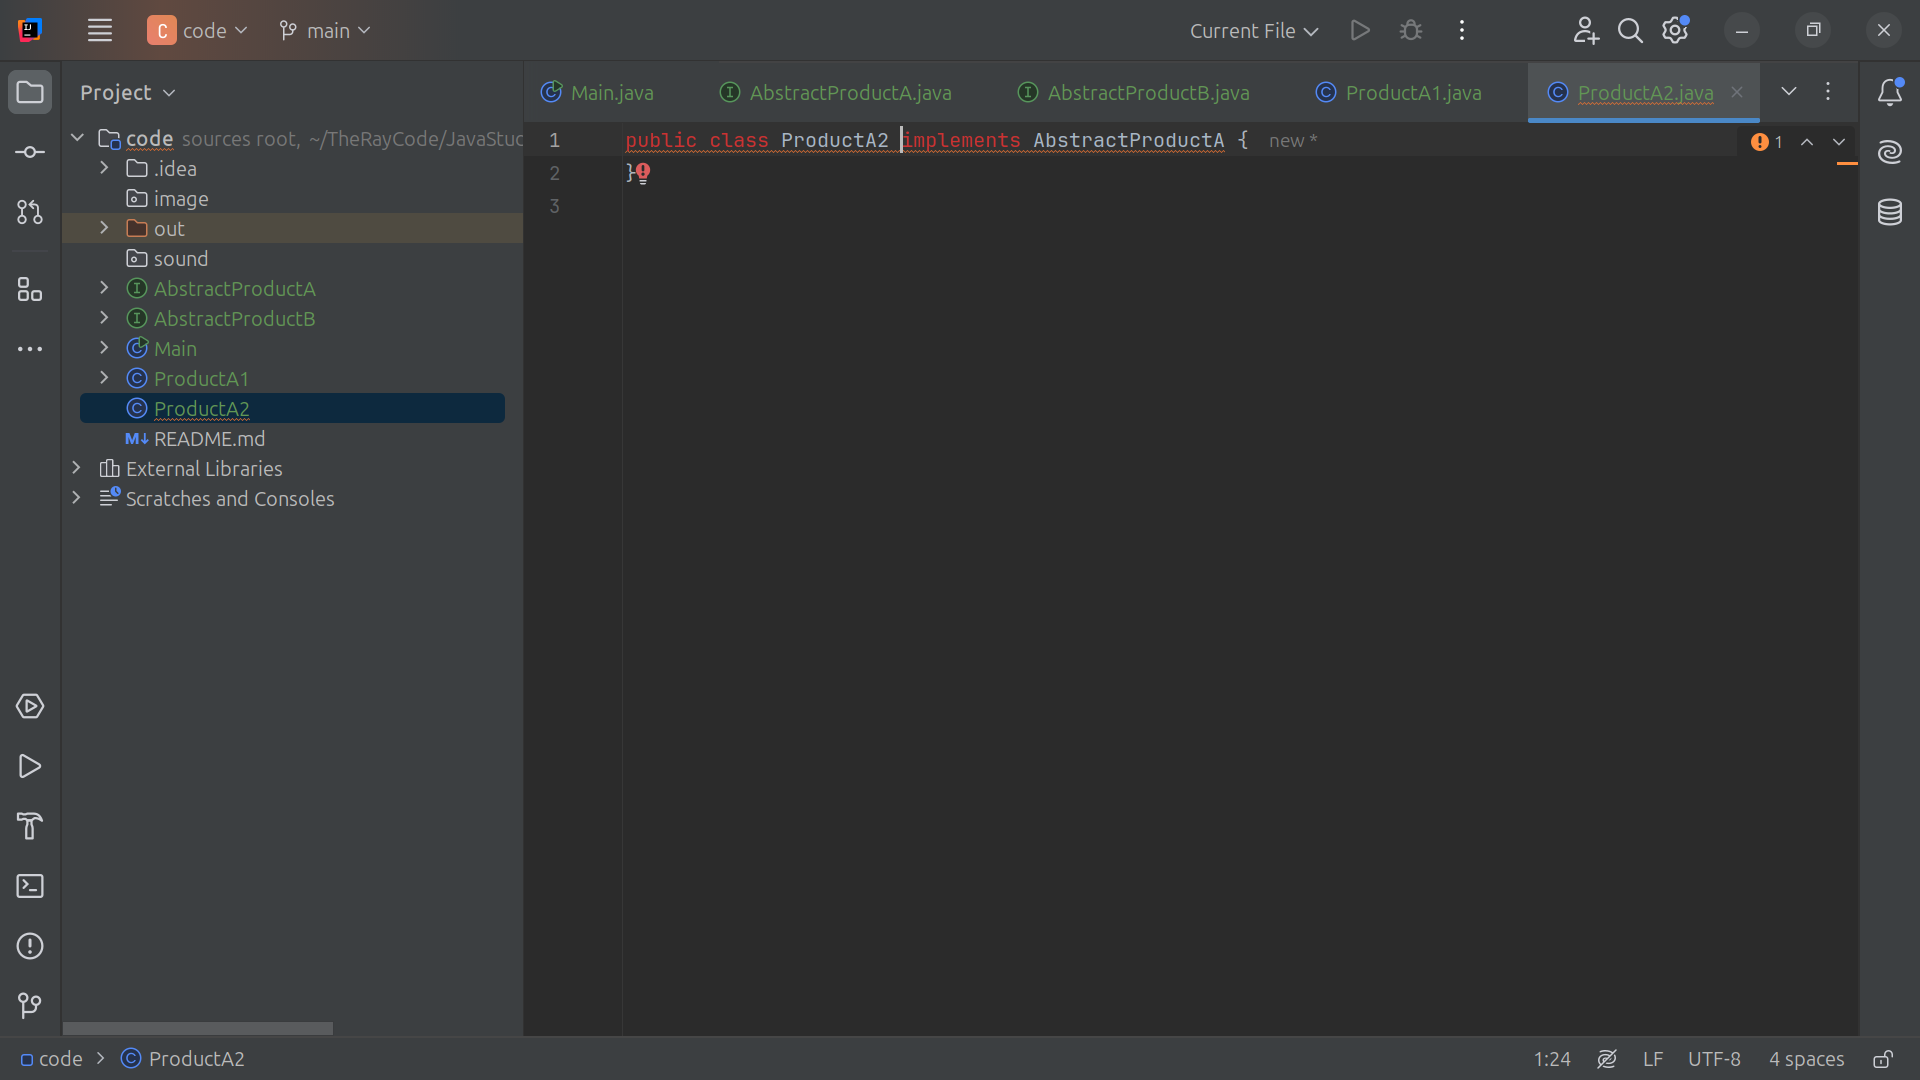 C code main Current File
Project
Main.java AbstractProductA.java AbstractProductB.java ProductA1.java ProductA2.java
code sources root, ~/TheRayCode/JavaStud
.idea
image
out
sound
AbstractProductA
AbstractProductB
Main
ProductA1
ProductA2
README.md
External Libraries
Scratches and Consoles
1 public class ProductA2 implements AbstractProductA { new *
1
2 }
3
code > ProductA2
1:24 LF UTF-8 4 spaces